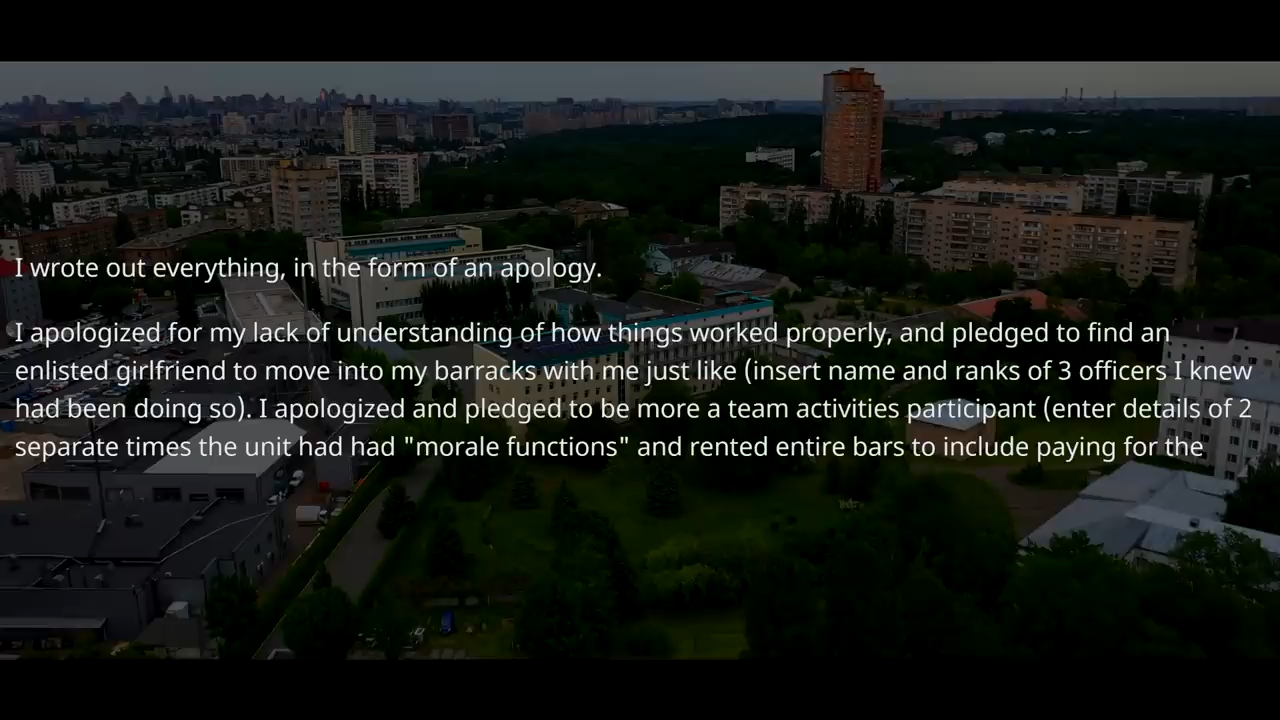 I wrote out everything, in the form of an apology.
I apologized for my lack of understanding of how things worked properly, and pledged to find an
enlisted girlfriend to move into my barracks with me just like (insert name and ranks of 3 officers I knew
had been doing so). I apologized and pledged to be more a team activities participant (enter details of 2
separate times the unit had had "morale functions" and rented entire bars to include paying for the